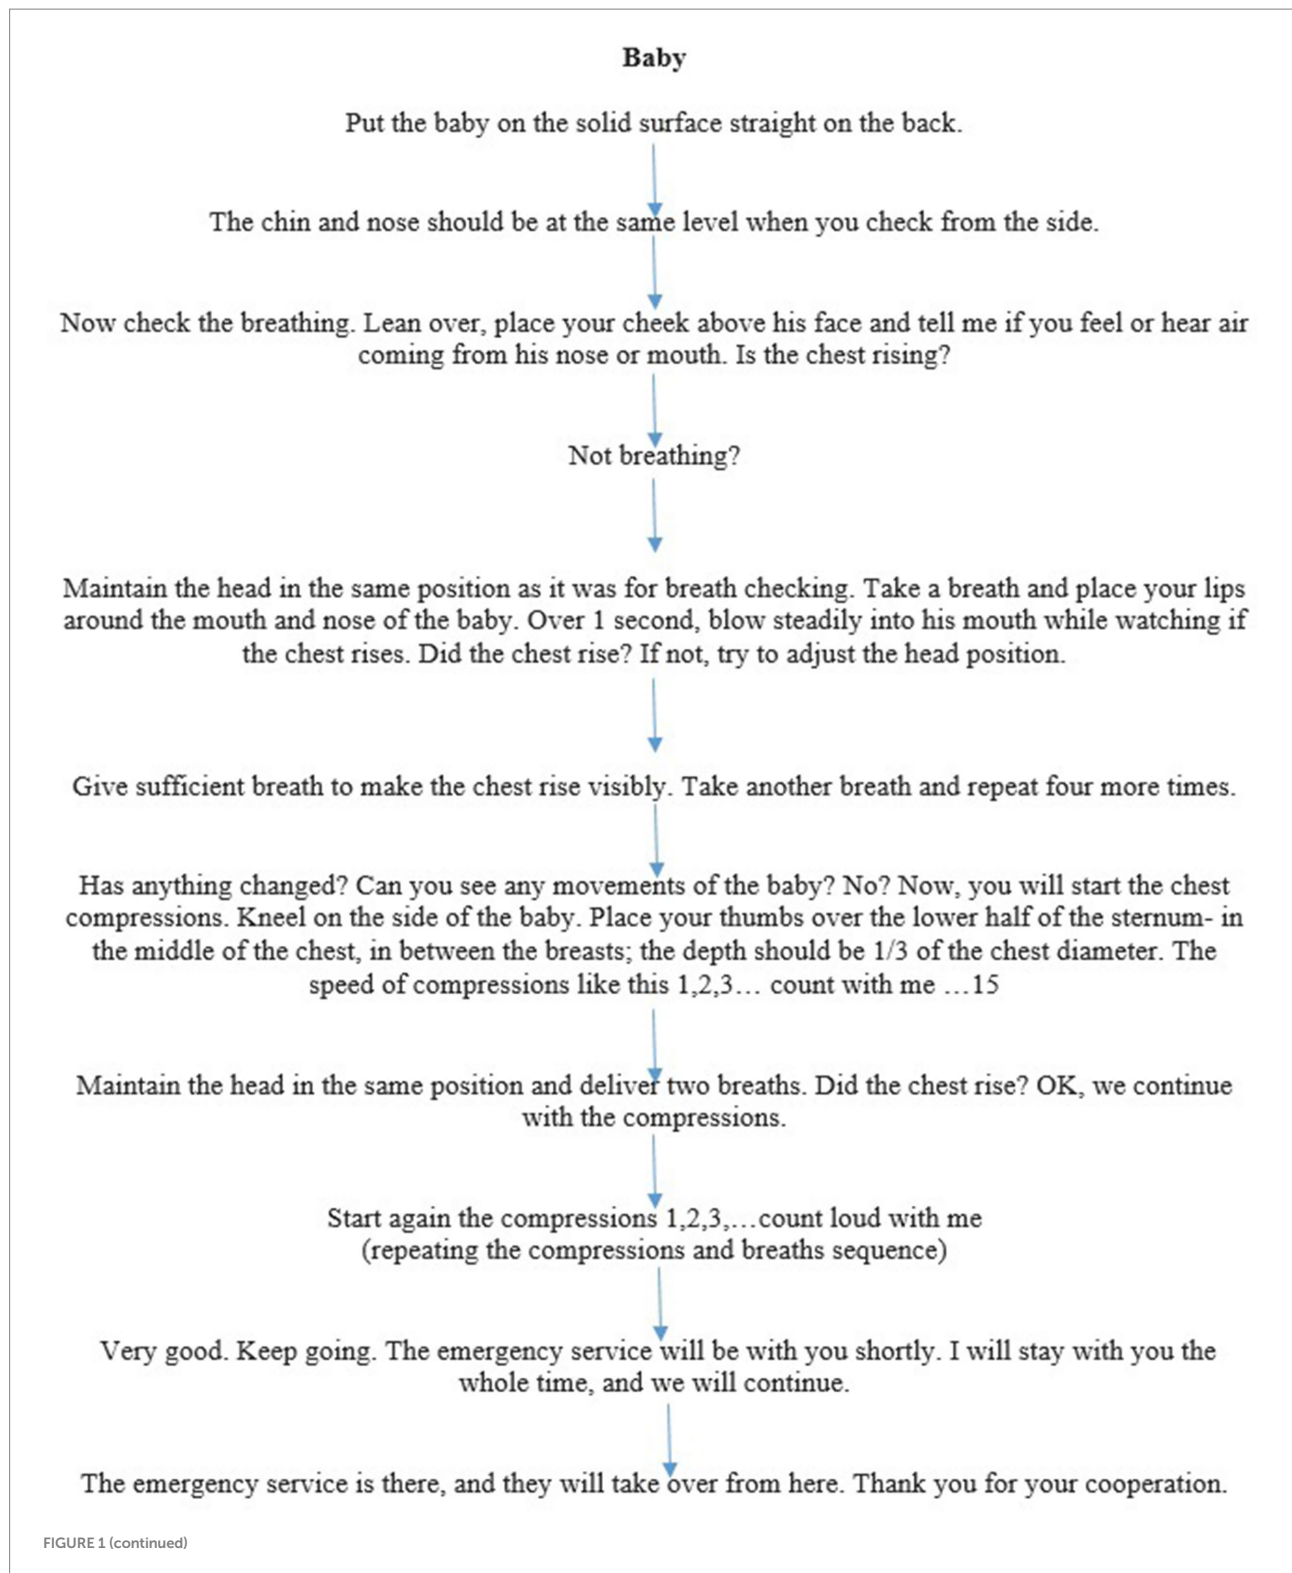 Baby
Put the baby on the solid surface straight on the back.
The chin and nose should be at the same level when you check from the side.
Now check the breathing. Lean over, place your cheek above his face and tell me if you feel or hear air
coming from his nose or mouth. Is the chest rising?
Not breathing?
Maintain the head in the same position as it was for breath checking. Take a breath and place your lips
around the mouth and nose of the baby. Over 1 second, blow steadily into his mouth while watching if
the chest rises. Did the chest rise? If not, try to adjust the head position.
Give sufficient breath to make the chest rise visibly. Take another breath and repeat four more times.
Has anything changed? Can you see any movements of the baby? No? Now, you will start the chest
compressions. Kneel on the side of the baby. Place your thumbs over the lower half of the sternum- in
the middle of the chest, in between the breasts; the depth should be 1/3 of the chest diameter. The
speed of compressions like this 1,2,3... count with me ...15
Maintain the head in the same position and deliver two breaths. Did the chest rise? OK, we continue
with the compressions.
Start again the compressions 1,2,3,...count loud with me
(repeating the compressions and breaths sequence)
Very good. Keep going. The emergency service will be with you shortly. I will stay with you the
whole time, and we will continue.
The emergency service is there, and they will take over from here. Thank you for your cooperation.
FIGURE 1 (continued)